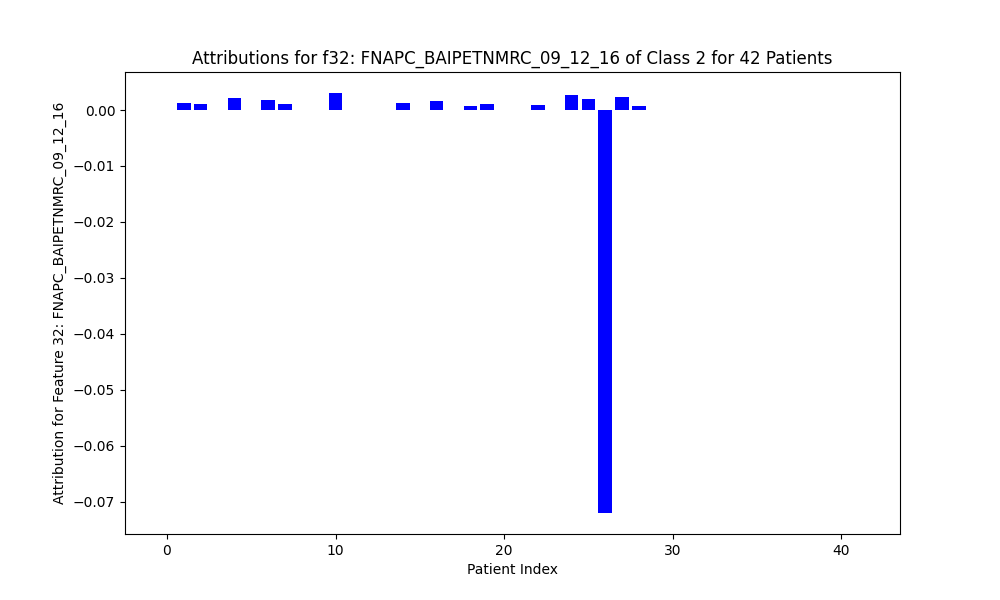 Attributions for f32: FNAPC_BAIPETNMRC_09_12_16 of Class 2 for 42 Patients
Attribution for Feature 32: FNAPC_BAIPETNMRC_09_12_16
0.00
−0.01
−0.02
−0.03
−0.04
−0.05
−0.06
−0.07
0 10 20 30 40
Patient Index